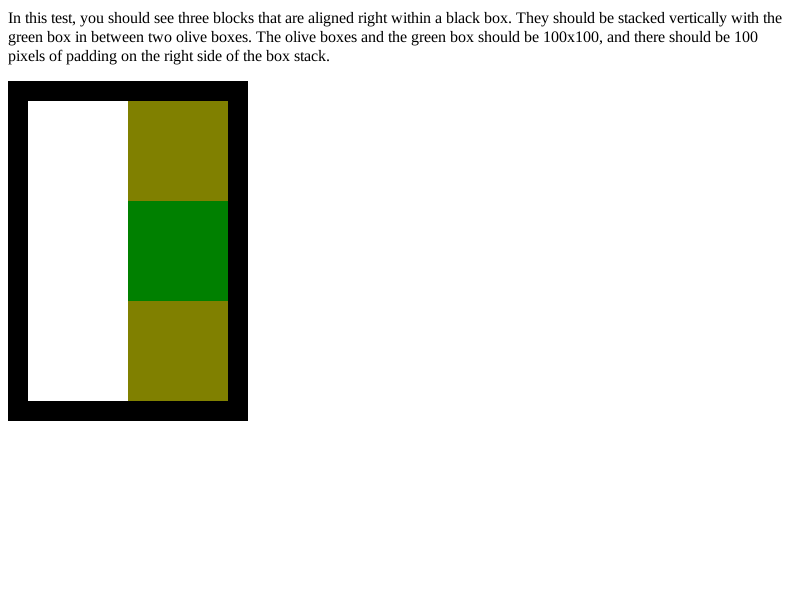 In this test, you should see three blocks that are aligned right within a black box. They should be stacked vertically with the
green box in between two olive boxes. The olive boxes and the green box should be 100x100, and there should be 100
pixels of padding on the right side of the box stack.